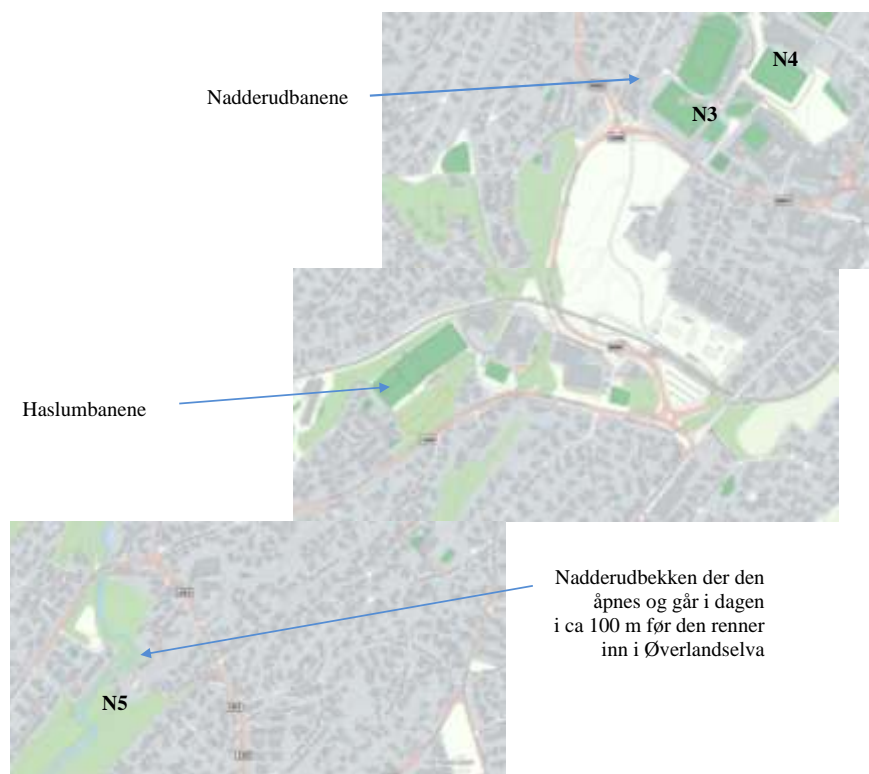 N4
Nadderudbanene
N3
Haslumbanene
Nadderudbekken der den
åpnes og går i dagen
i ca 100 m før den renner
inn i Øverlandselva
N5